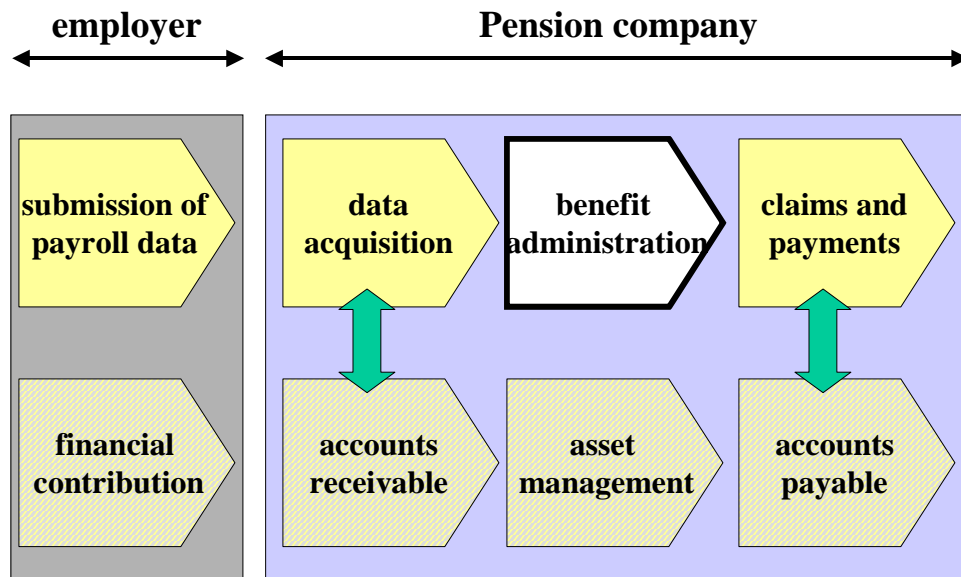 employer
Pension company
submission of
payroll data
data
acquisition
benefit
administration
claims and
payments
financial
contribution
accounts
receivable
asset
management
accounts
payable